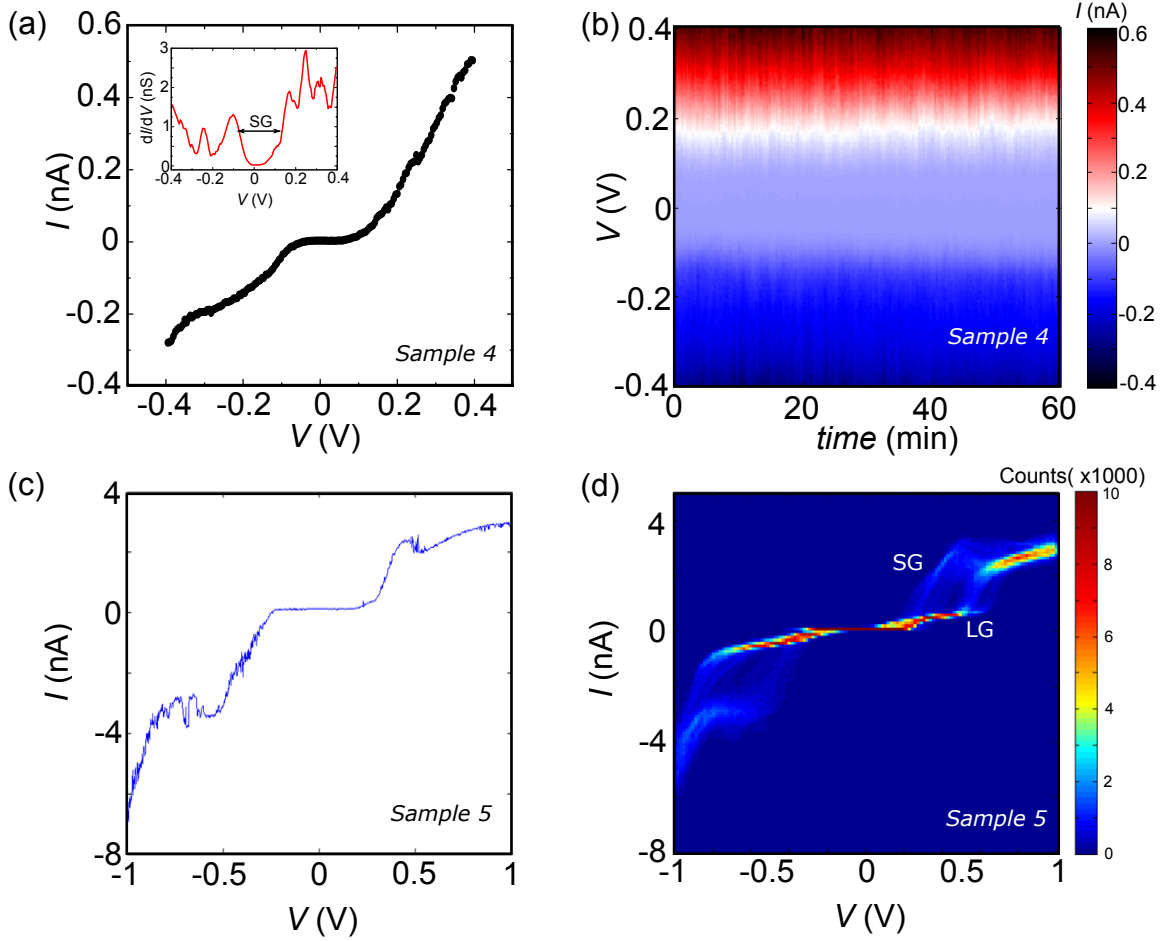 (a)
I (nA)
0.6
0.4
0.2
0
-0.2
-0.4
-0.4
-0.2
0
0.2
0.4
V (V)
Sample 4
dI/dV (nS)
3
2
1
0
-0.4
-0.2
0
0.2
0.4
V (V)
SG
(b)
I (nA)
V (V)
0.4
0.2
0
0.2
-0.4
0
20
40
60
time (min)
Sample 4
0.6
0.4
0.2
0
-0.2
-0.4
(c)
I (nA)
4
0
-4
-8
-1
-0.5
0
0.5
1
V (V)
Sample 5
(d)
Counts( x1000)
I (nA)
4
0
-4
-8
-1
-0.5
0
0.5
1
V (V)
SG
LG
Sample 5
10
8
6
4
2
0